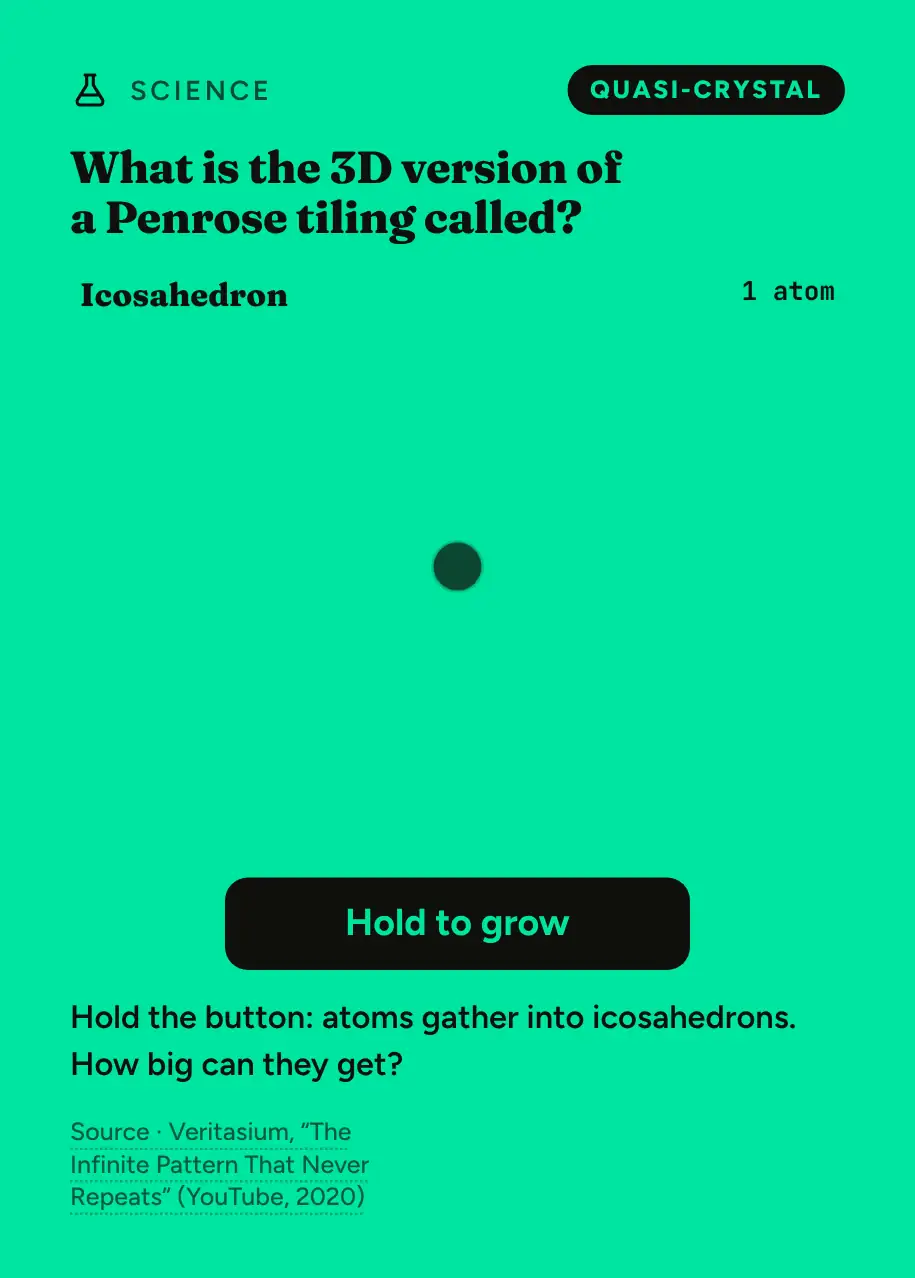 SCIENCE
QUASI-CRYSTAL
What is the 3D version of
a Penrose tiling called?
Icosahedron
1 atom
Hold to grow
Hold the button: atoms gather into icosahedrons.
How big can they get?
Source · Veritasium, “The
Infinite Pattern That Never
Repeats” (YouTube, 2020)